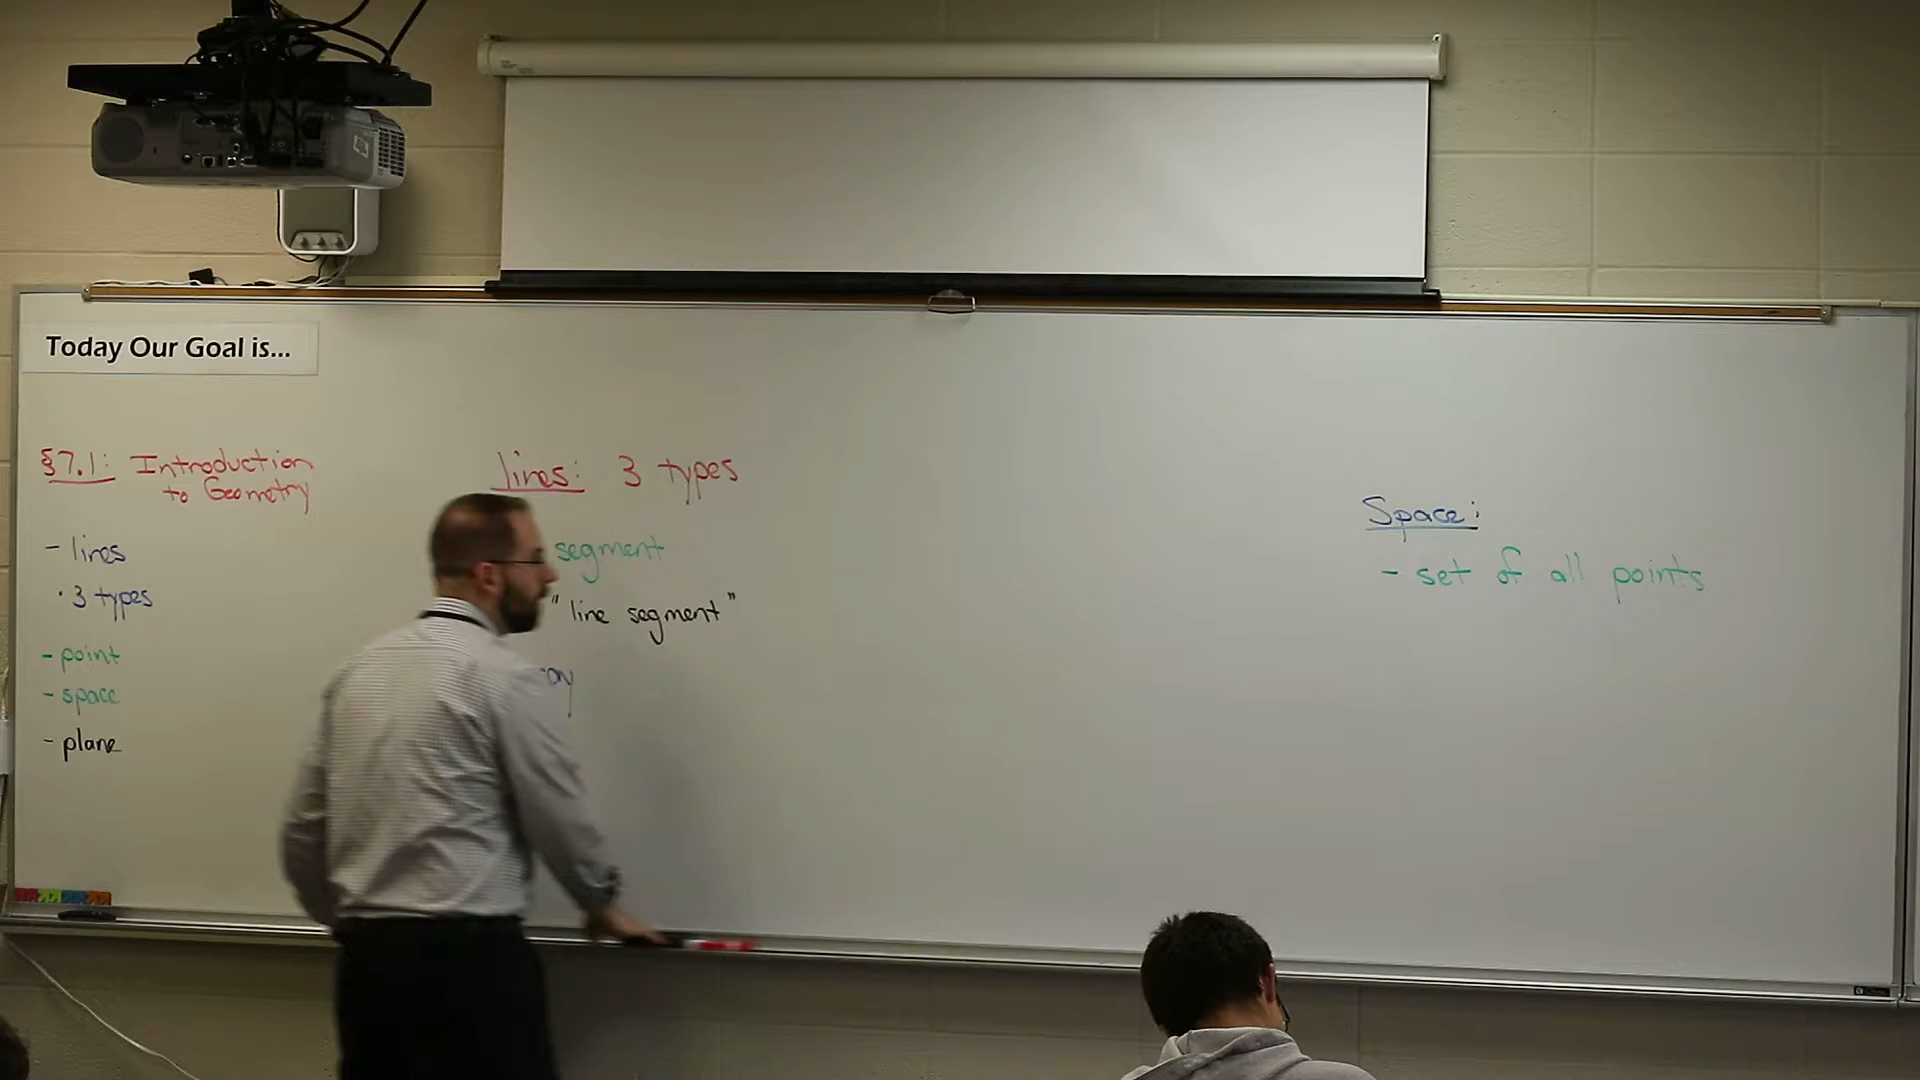 Today Our Goal is...
§7.1: Introduction
to Geometry
- lines
· 3 types
- point
- space
- plane
lines: 3 types
segment
"line segment"
Space:
- set of all points